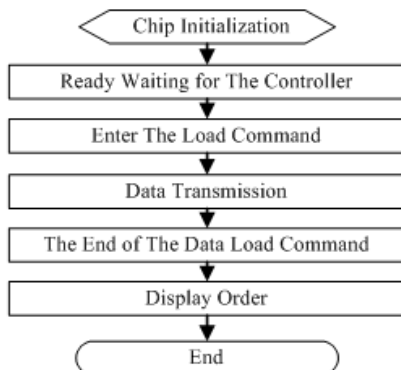 Chip Initialization
Ready Waiting for The Controller
Enter The Load Command
Data Transmission
The End of The Data Load Command
Display Order
End